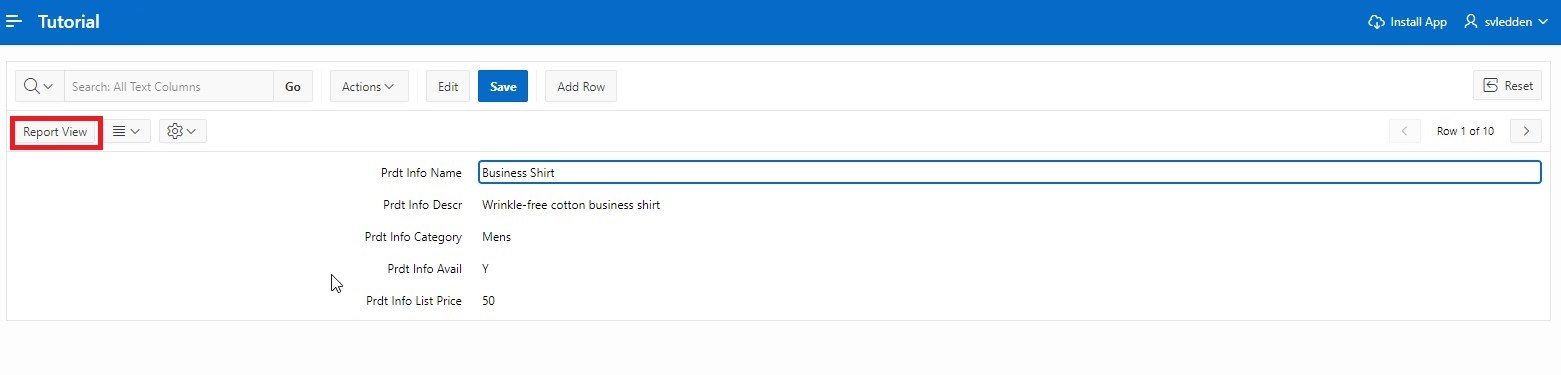 Tutorial Install App svledden
Search: All Text Columns Go Actions Edit Save Add Row Reset
Report View Row 1 of 10
Prdt Info Name Business Shirt
Prdt Info Descr Wrinkle-free cotton business shirt
Prdt Info Category Mens
Prdt Info Avail Y
Prdt Info List Price 50